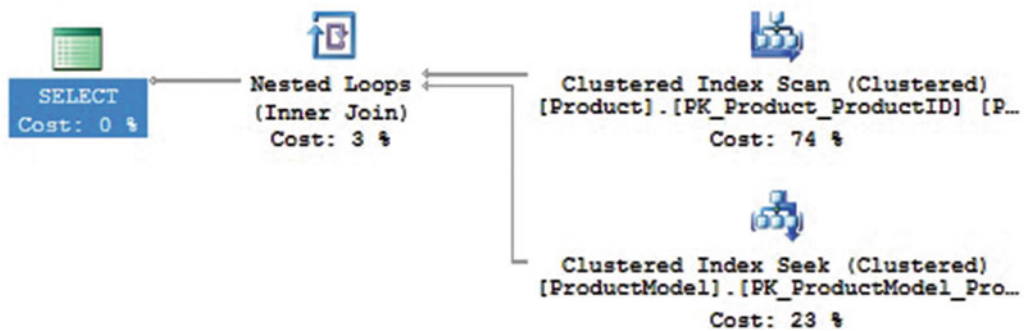 SELECT
Cost: 0 %
Nested Loops
(Inner Join)
Cost: 3 %
Clustered Index Scan (Clustered)
[Product].[PK_Product_ProductID] [P…
Cost: 74 %
Clustered Index Seek (Clustered)
[ProductModel].[PK_ProductModel_Pro…
Cost: 23 %